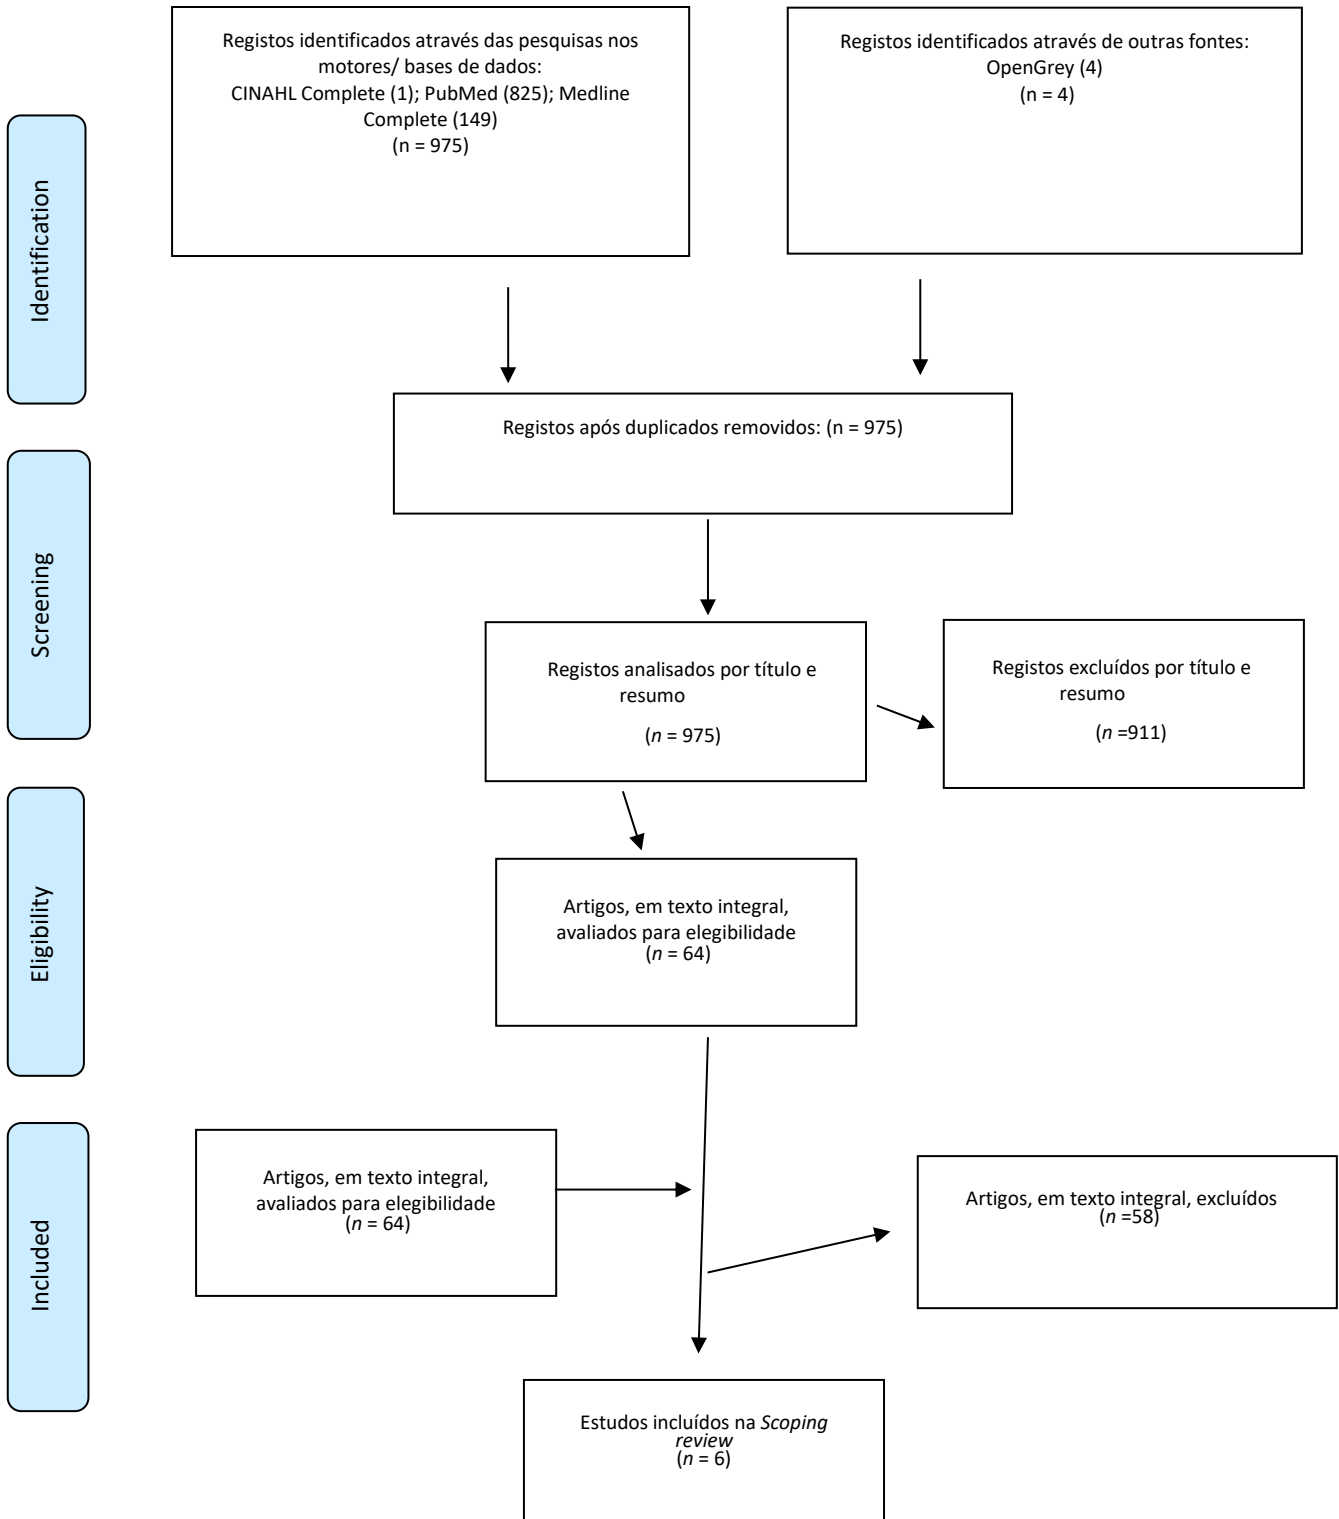 Registos identificados através das pesquisas nos
motores/ bases de dados:
CINAHL Complete (1); PubMed (825); Medline
Complete (149)
(n = 975)
Registos identificados através de outras fontes:
OpenGrey (4)
(n = 4)
Identification
Registos após duplicados removidos: (n = 975)
Screening
Registos analisados por título e
resumo
(n = 975)
Registos excluídos por título e
resumo
(n =911)
Eligibility
Artigos, em texto integral,
avaliados para elegibilidade
(n = 64)
Included
Artigos, em texto integral,
avaliados para elegibilidade
(n = 64)
Artigos, em texto integral, excluídos
(n =58)
Estudos incluídos na Scoping
review
(n = 6)